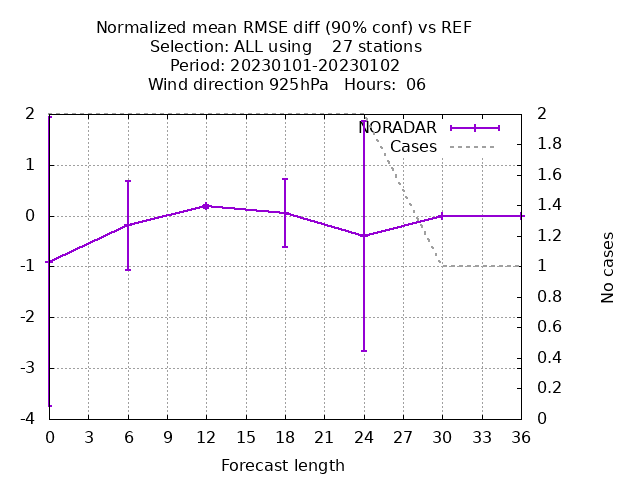 Normalized mean RMSE diff (90% conf) vs REF
Selection: ALL using    27 stations
Period: 20230101-20230102
Wind direction 925hPa   Hours:  06
NORADAR
Cases
2
1
0
-1
-2
-3
-4
2
1.8
1.6
1.4
1.2
1
0.8
0.6
0.4
0.2
0
No cases
0 3 6 9 12 15 18 21 24 27 30 33 36
Forecast length